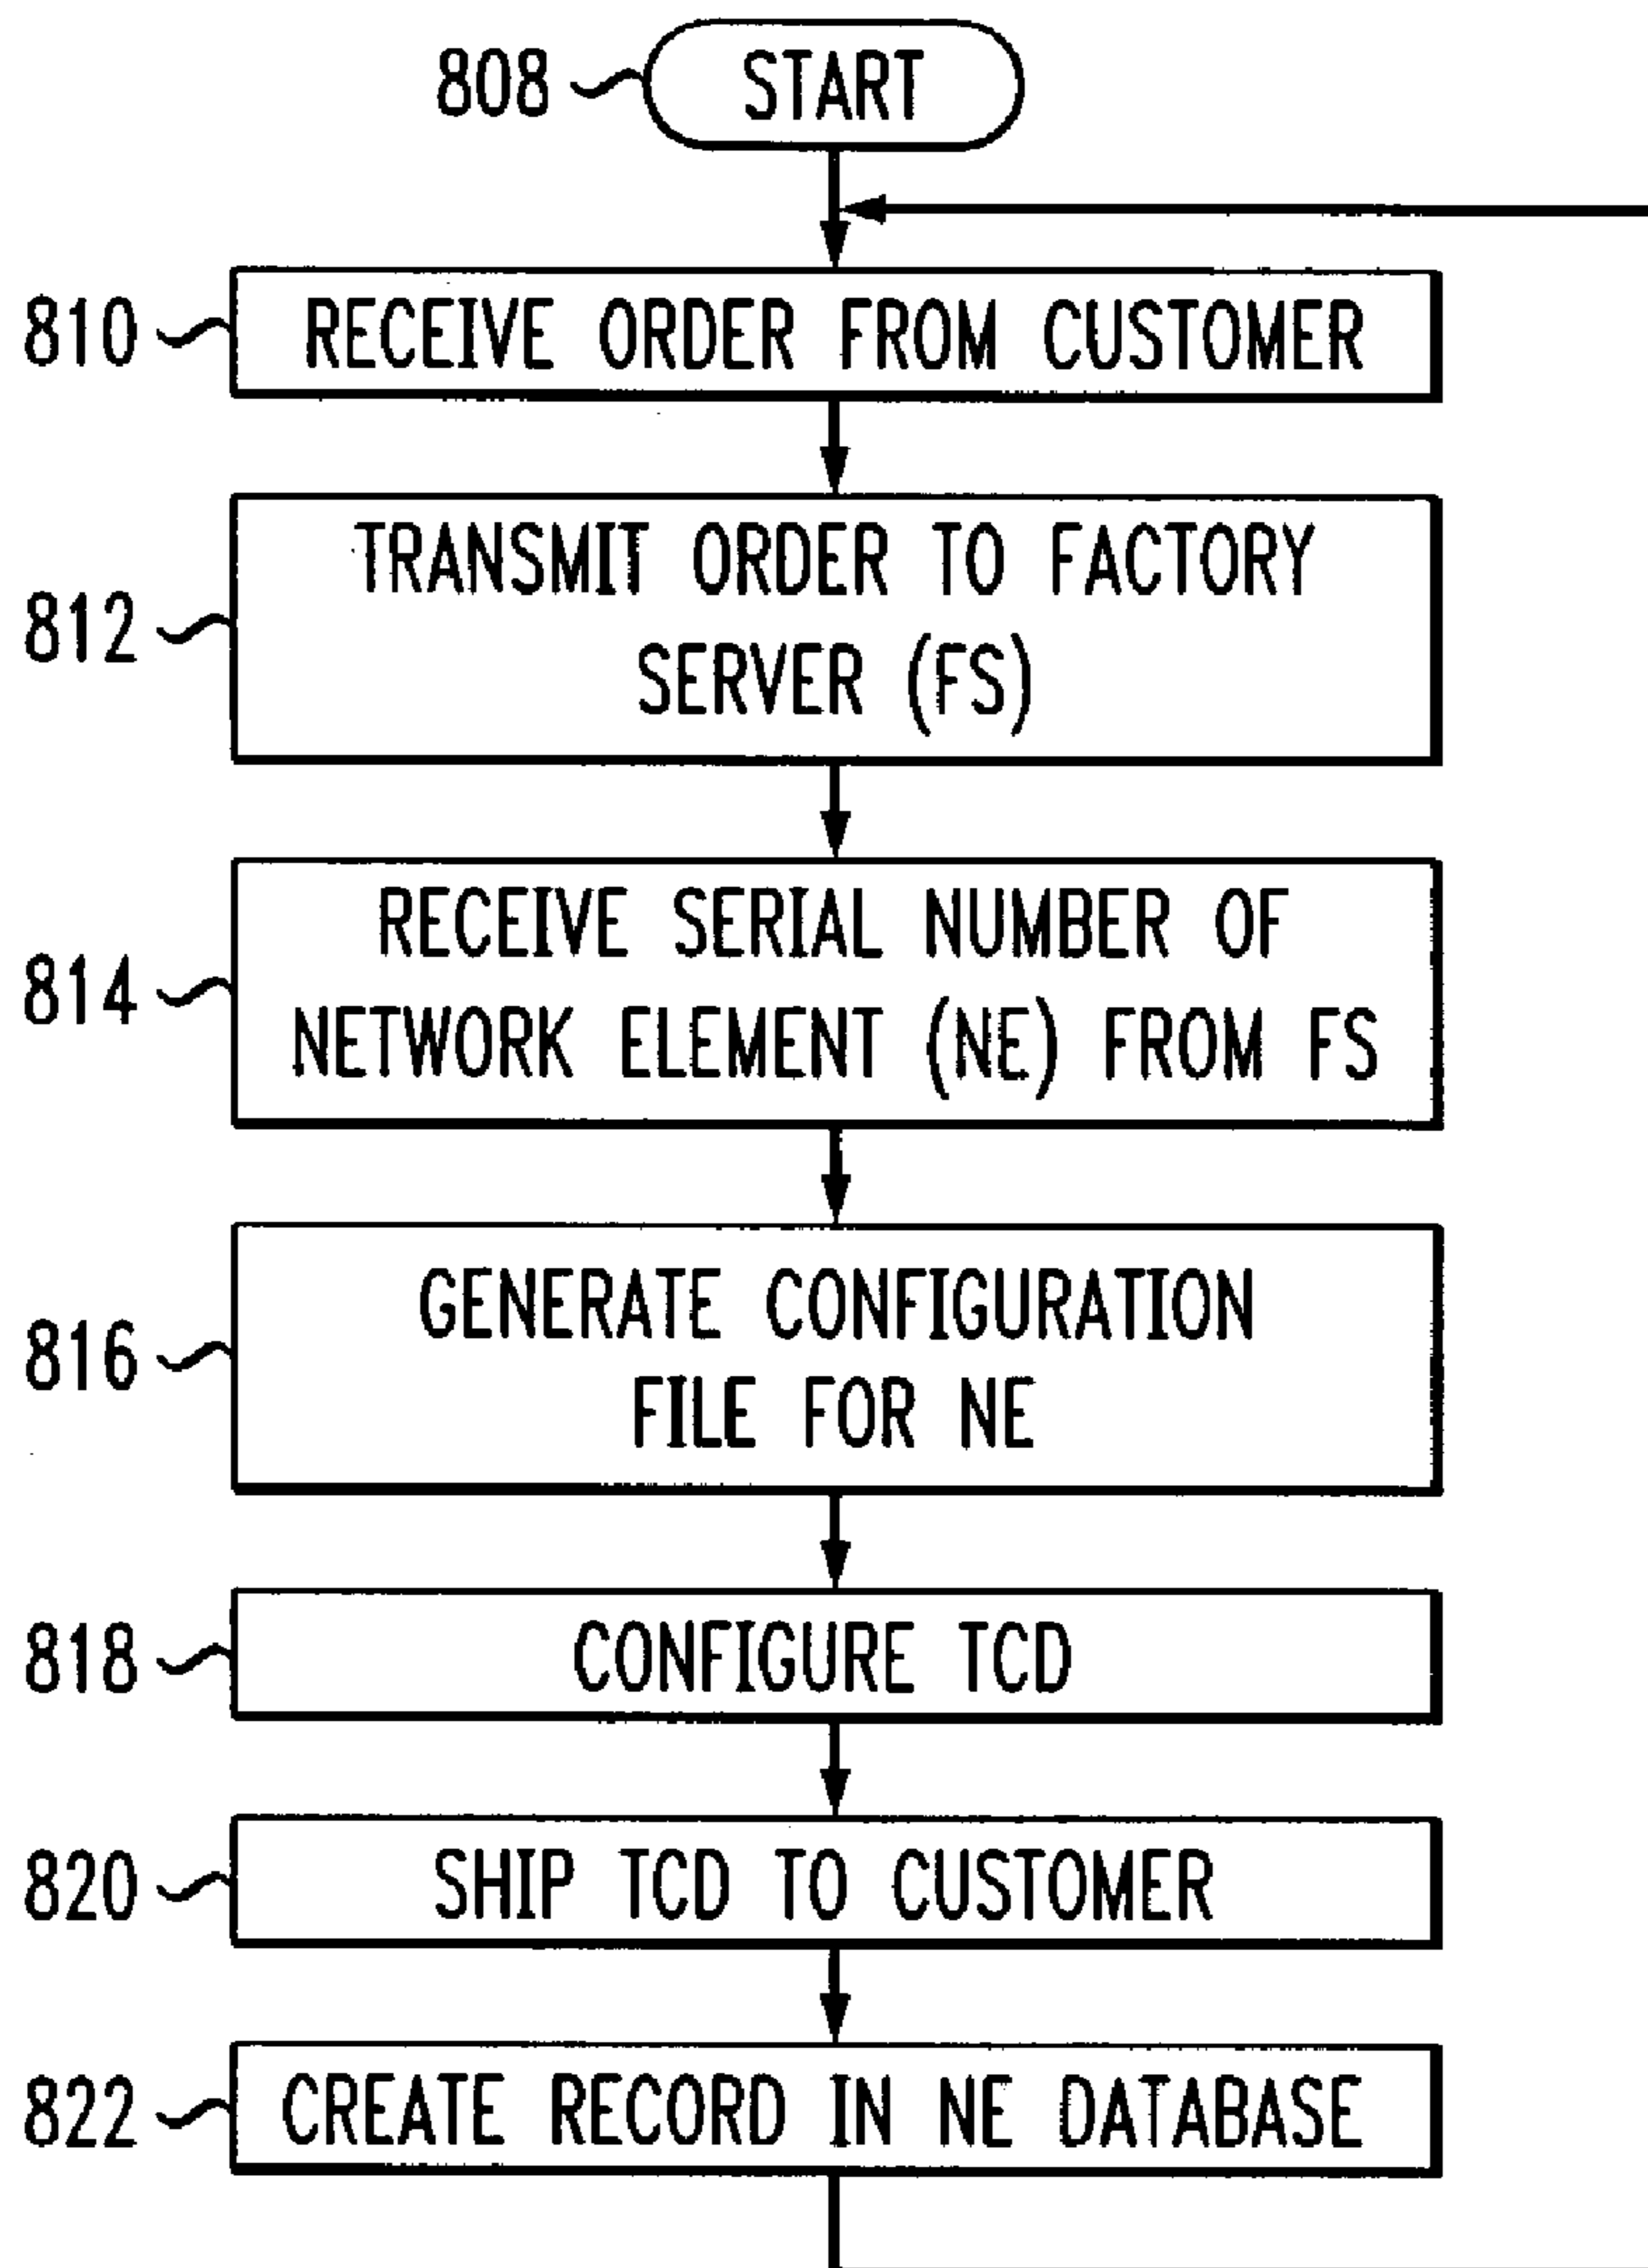 808 START
810 RECEIVE ORDER FROM CUSTOMER
812 TRANSMIT ORDER TO FACTORY
SERVER (FS)
814 RECEIVE SERIAL NUMBER OF
NETWORK ELEMENT (NE) FROM FS
816 GENERATE CONFIGURATION
FILE FOR NE
818 CONFIGURE TCD
820 SHIP TCD TO CUSTOMER
822 CREATE RECORD IN NE DATABASE